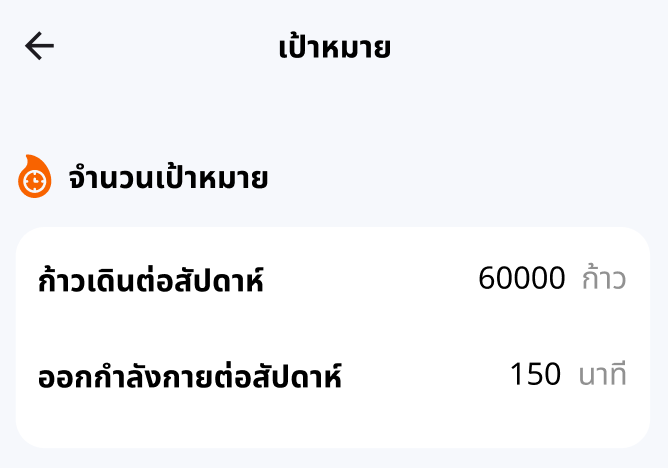 เป้าหมาย
จำนวนเป้าหมาย
ก้าวเดินต่อสัปดาห์ 60000 ก้าว
ออกกำลังกายต่อสัปดาห์ 150 นาที